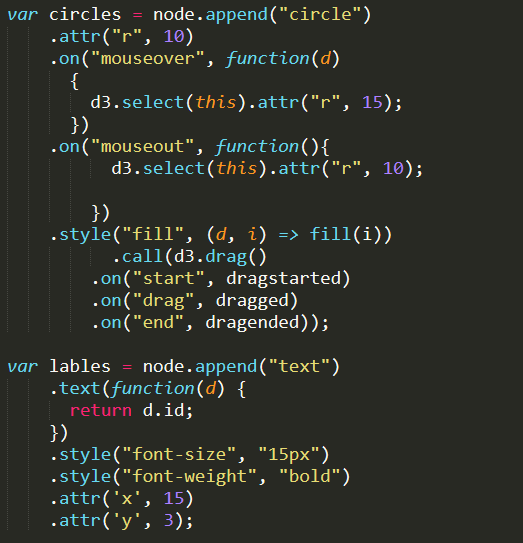 var circles = node.append("circle")
    .attr("r", 10)
    .on("mouseover", function(d)
      {
        d3.select(this).attr("r", 15);
      })
    .on("mouseout", function(){
          d3.select(this).attr("r", 10);

        })
    .style("fill", (d, i) => fill(i))
          .call(d3.drag()
        .on("start", dragstarted)
        .on("drag", dragged)
        .on("end", dragended));

var lables = node.append("text")
    .text(function(d) {
      return d.id;
    })
    .style("font-size", "15px")
    .style("font-weight", "bold")
    .attr('x', 15)
    .attr('y', 3);